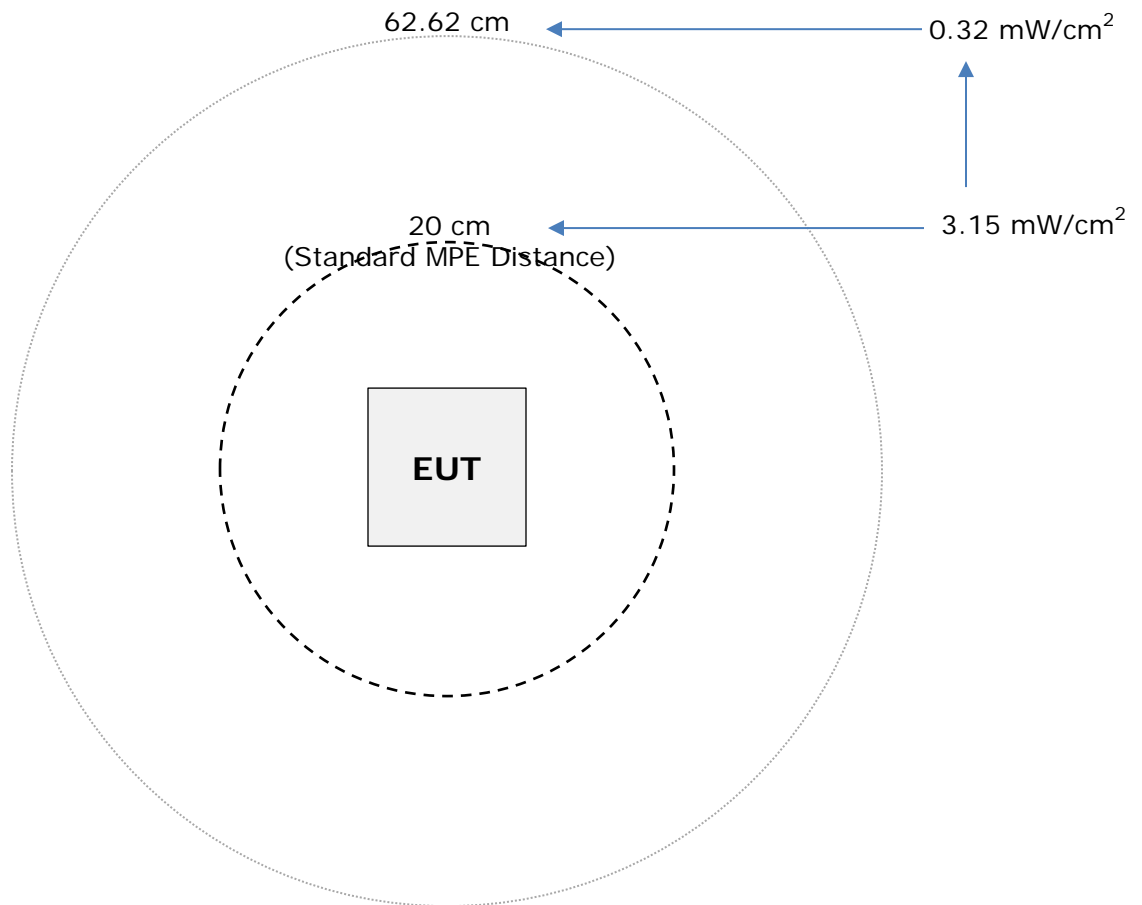 62.62 cm
0.32 mW/cm²
20 cm
3.15 mW/cm²
(Standard MPE Distance)
EUT